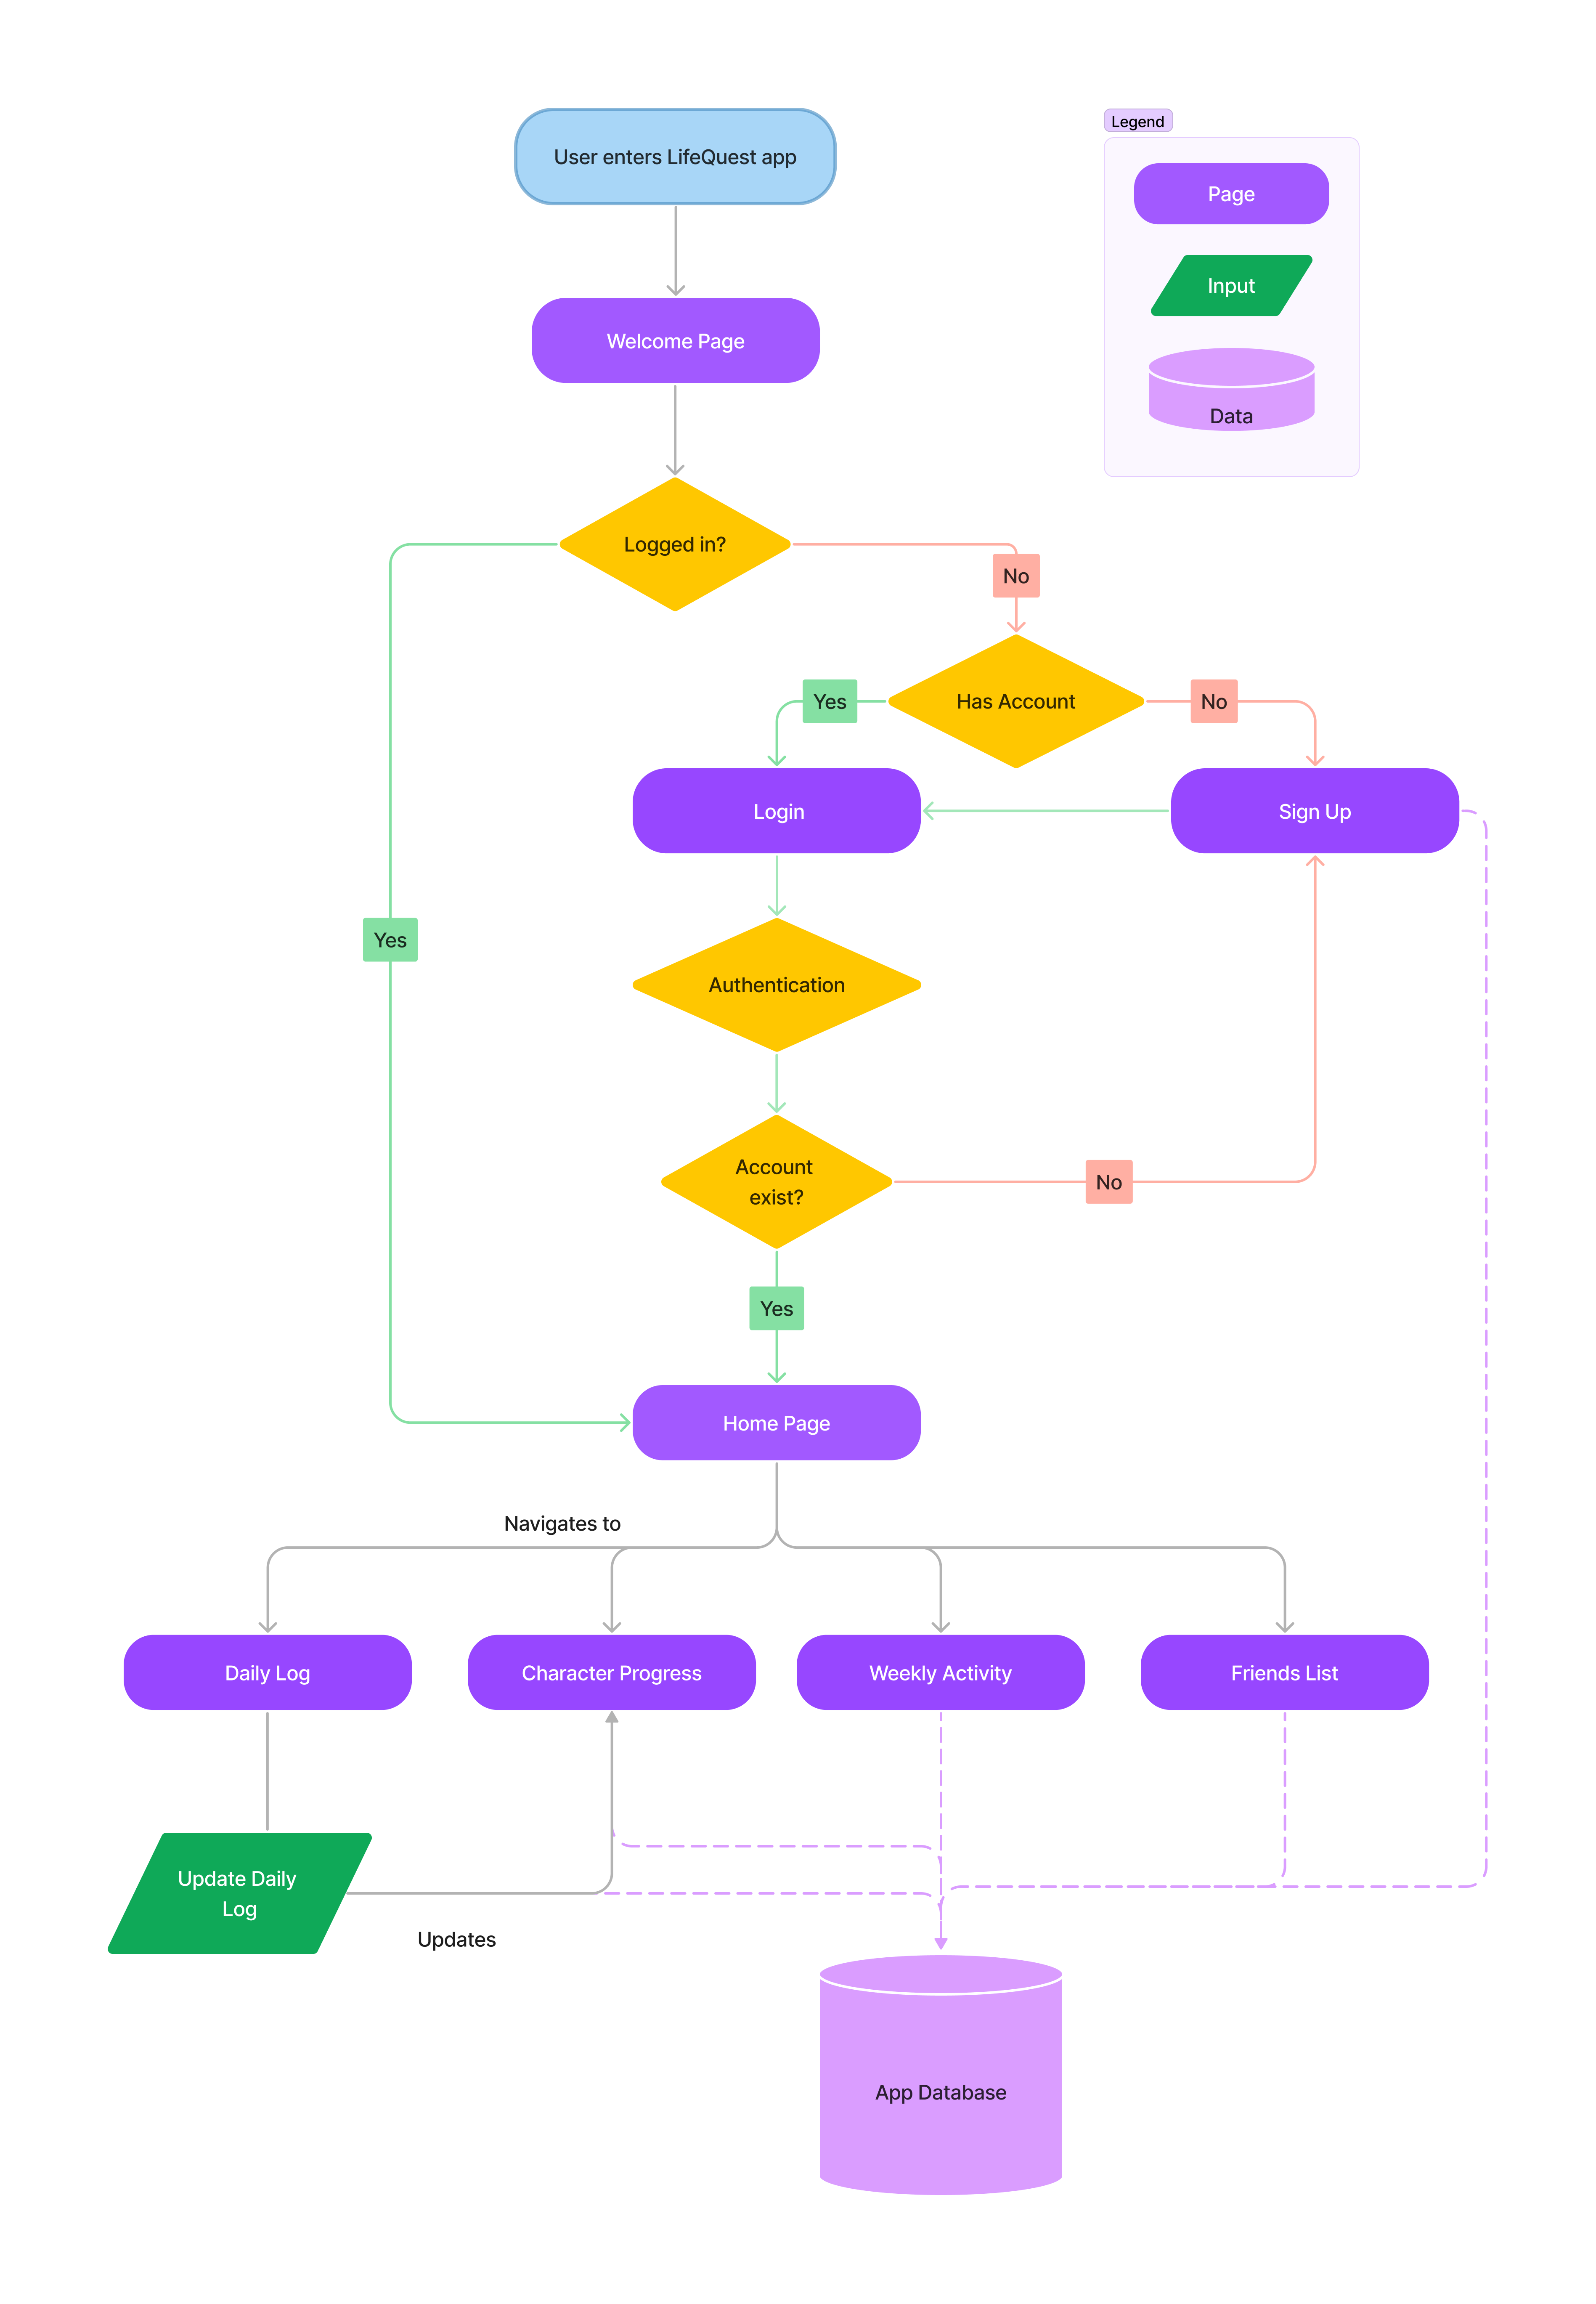 User enters LifeQuest app
Legend
Page
Input
Data
Welcome Page
Logged in?
No
Has Account
Yes
No
Login
Sign Up
Yes
Authentication
Account
exist?
No
Yes
Home Page
Navigates to
Daily Log
Character Progress
Weekly Activity
Friends List
Update Daily
Log
Updates
App Database